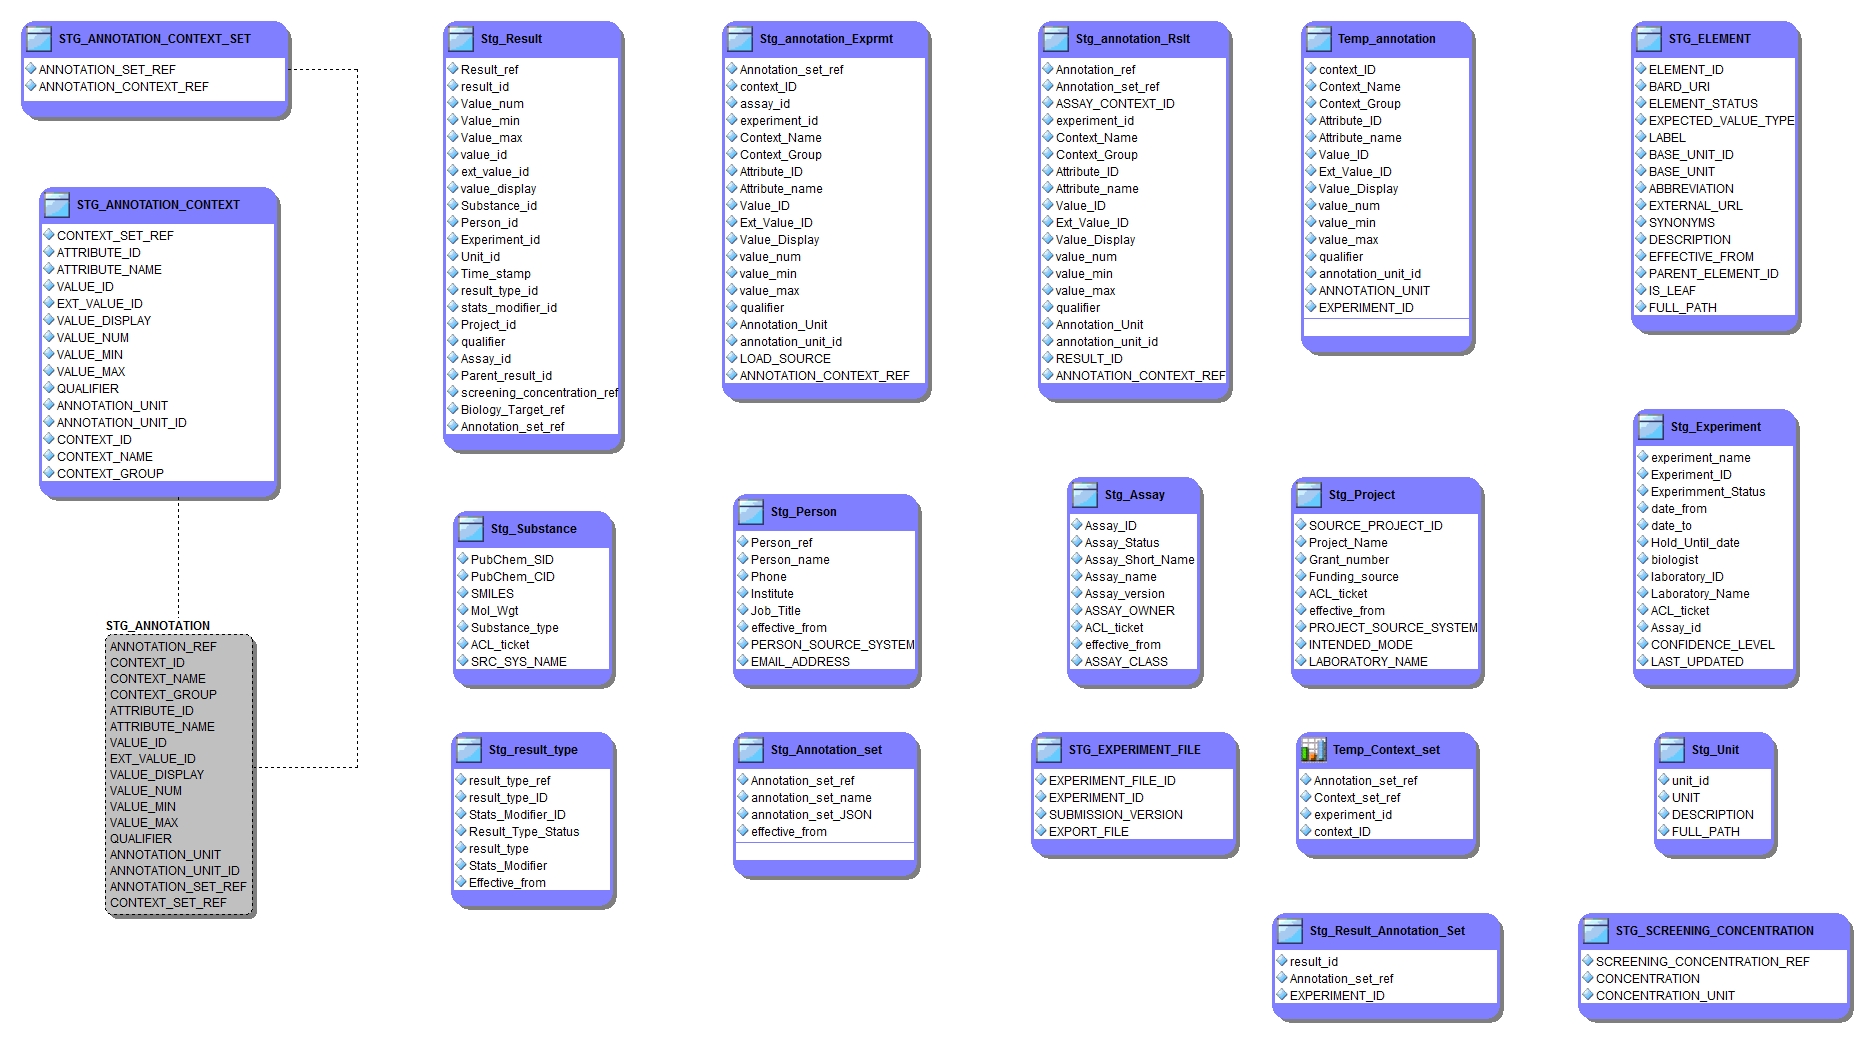 STG_ANNOTATION_CONTEXT_SET
ANNOTATION_SET_REF
ANNOTATION_CONTEXT_REF
STG_ANNOTATION_CONTEXT
CONTEXT_SET_REF
ATTRIBUTE_ID
ATTRIBUTE_NAME
VALUE_ID
EXT_VALUE_ID
VALUE_DISPLAY
VALUE_NUM
VALUE_MIN
VALUE_MAX
QUALIFIER
ANNOTATION_UNIT
ANNOTATION_UNIT_ID
CONTEXT_ID
CONTEXT_NAME
CONTEXT_GROUP
STG_ANNOTATION
ANNOTATION_REF
CONTEXT_ID
CONTEXT_NAME
CONTEXT_GROUP
ATTRIBUTE_ID
ATTRIBUTE_NAME
VALUE_ID
EXT_VALUE_ID
VALUE_DISPLAY
VALUE_NUM
VALUE_MIN
VALUE_MAX
QUALIFIER
ANNOTATION_UNIT
ANNOTATION_UNIT_ID
ANNOTATION_SET_REF
CONTEXT_SET_REF
Stg_Result
Result_ref
result_id
Value_num
Value_min
Value_max
value_id
ext_value_id
value_display
Substance_id
Person_id
Experiment_id
Unit_id
Time_stamp
result_type_id
stats_modifier_id
Project_id
qualifier
Assay_id
Parent_result_id
screening_concentration_ref
Biology_Target_ref
Annotation_set_ref
Stg_Substance
PubChem_SID
PubChem_CID
SMILES
Mol_Wgt
Substance_type
ACL_ticket
SRC_SYS_NAME
Stg_result_type
result_type_ref
result_type_ID
Stats_Modifier_ID
Result_Type_Status
result_type
Stats_Modifier
Effective_from
Stg_annotation_Exprmt
Annotation_set_ref
context_ID
assay_id
experiment_id
Context_Name
Context_Group
Attribute_ID
Attribute_name
Value_ID
Ext_Value_ID
Value_Display
value_num
value_min
value_max
qualifier
Annotation_Unit
annotation_unit_id
LOAD_SOURCE
ANNOTATION_CONTEXT_REF
Stg_Person
Person_ref
Person_name
Phone
Institute
Job_Title
effective_from
PERSON_SOURCE_SYSTEM
EMAIL_ADDRESS
Stg_Annotation_set
Annotation_set_ref
annotation_set_name
annotation_set_JSON
effective_from
Stg_annotation_Rslt
Annotation_ref
Annotation_set_ref
ASSAY_CONTEXT_ID
experiment_id
Context_Name
Context_Group
Attribute_ID
Attribute_name
Value_ID
Ext_Value_ID
Value_Display
value_num
value_min
value_max
qualifier
Annotation_Unit
annotation_unit_id
RESULT_ID
ANNOTATION_CONTEXT_REF
Stg_Assay
Assay_ID
Assay_Status
Assay_Short_Name
Assay_name
Assay_version
ASSAY_OWNER
ACL_ticket
effective_from
ASSAY_CLASS
STG_EXPERIMENT_FILE
EXPERIMENT_FILE_ID
EXPERIMENT_ID
SUBMISSION_VERSION
EXPORT_FILE
Temp_annotation
context_ID
Context_Name
Context_Group
Attribute_ID
Attribute_name
Value_ID
Ext_Value_ID
Value_Display
value_num
value_min
value_max
qualifier
annotation_unit_id
ANNOTATION_UNIT
EXPERIMENT_ID
Stg_Project
SOURCE_PROJECT_ID
Project_Name
Grant_number
Funding_source
ACL_ticket
effective_from
PROJECT_SOURCE_SYSTEM
INTENDED_MODE
LABORATORY_NAME
Temp_Context_set
Annotation_set_ref
Context_set_ref
experiment_id
context_ID
Stg_Result_Annotation_Set
result_id
Annotation_set_ref
EXPERIMENT_ID
STG_ELEMENT
ELEMENT_ID
BARD_URI
ELEMENT_STATUS
EXPECTED_VALUE_TYPE
LABEL
BASE_UNIT_ID
BASE_UNIT
ABBREVIATION
EXTERNAL_URL
SYNONYMS
DESCRIPTION
EFFECTIVE_FROM
PARENT_ELEMENT_ID
IS_LEAF
FULL_PATH
Stg_Experiment
experiment_name
Experiment_ID
Experimment_Status
date_from
date_to
Hold_Until_date
biologist
laboratory_ID
Laboratory_Name
ACL_ticket
Assay_id
CONFIDENCE_LEVEL
LAST_UPDATED
Stg_Unit
unit_id
UNIT
DESCRIPTION
FULL_PATH
STG_SCREENING_CONCENTRATION
SCREENING_CONCENTRATION_REF
CONCENTRATION
CONCENTRATION_UNIT